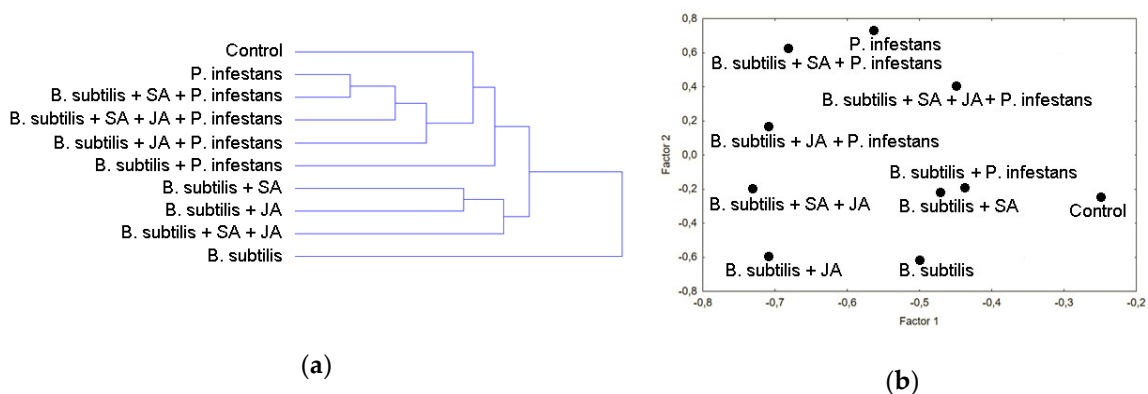 Control
P. infestans
B. subtilis + SA + P. infestans
B. subtilis + SA + JA + P. infestans
B. subtilis + JA + P. infestans
B. subtilis + P. infestans
B. subtilis + SA
B. subtilis + JA
B. subtilis + SA + JA
B. subtilis
(a)
0,8
0,6
0,4
0,2
0,0
-0,2
-0,4
-0,6
-0,8
Factor 2
P. infestans
B. subtilis + SA + P. infestans
B. subtilis + SA + JA + P. infestans
B. subtilis + JA + P. infestans
B. subtilis + P. infestans
B. subtilis + SA + JA
B. subtilis + SA
Control
B. subtilis + JA
B. subtilis
-0,8 -0,7 -0,6 -0,5 -0,4 -0,3 -0,2
Factor 1
(b)